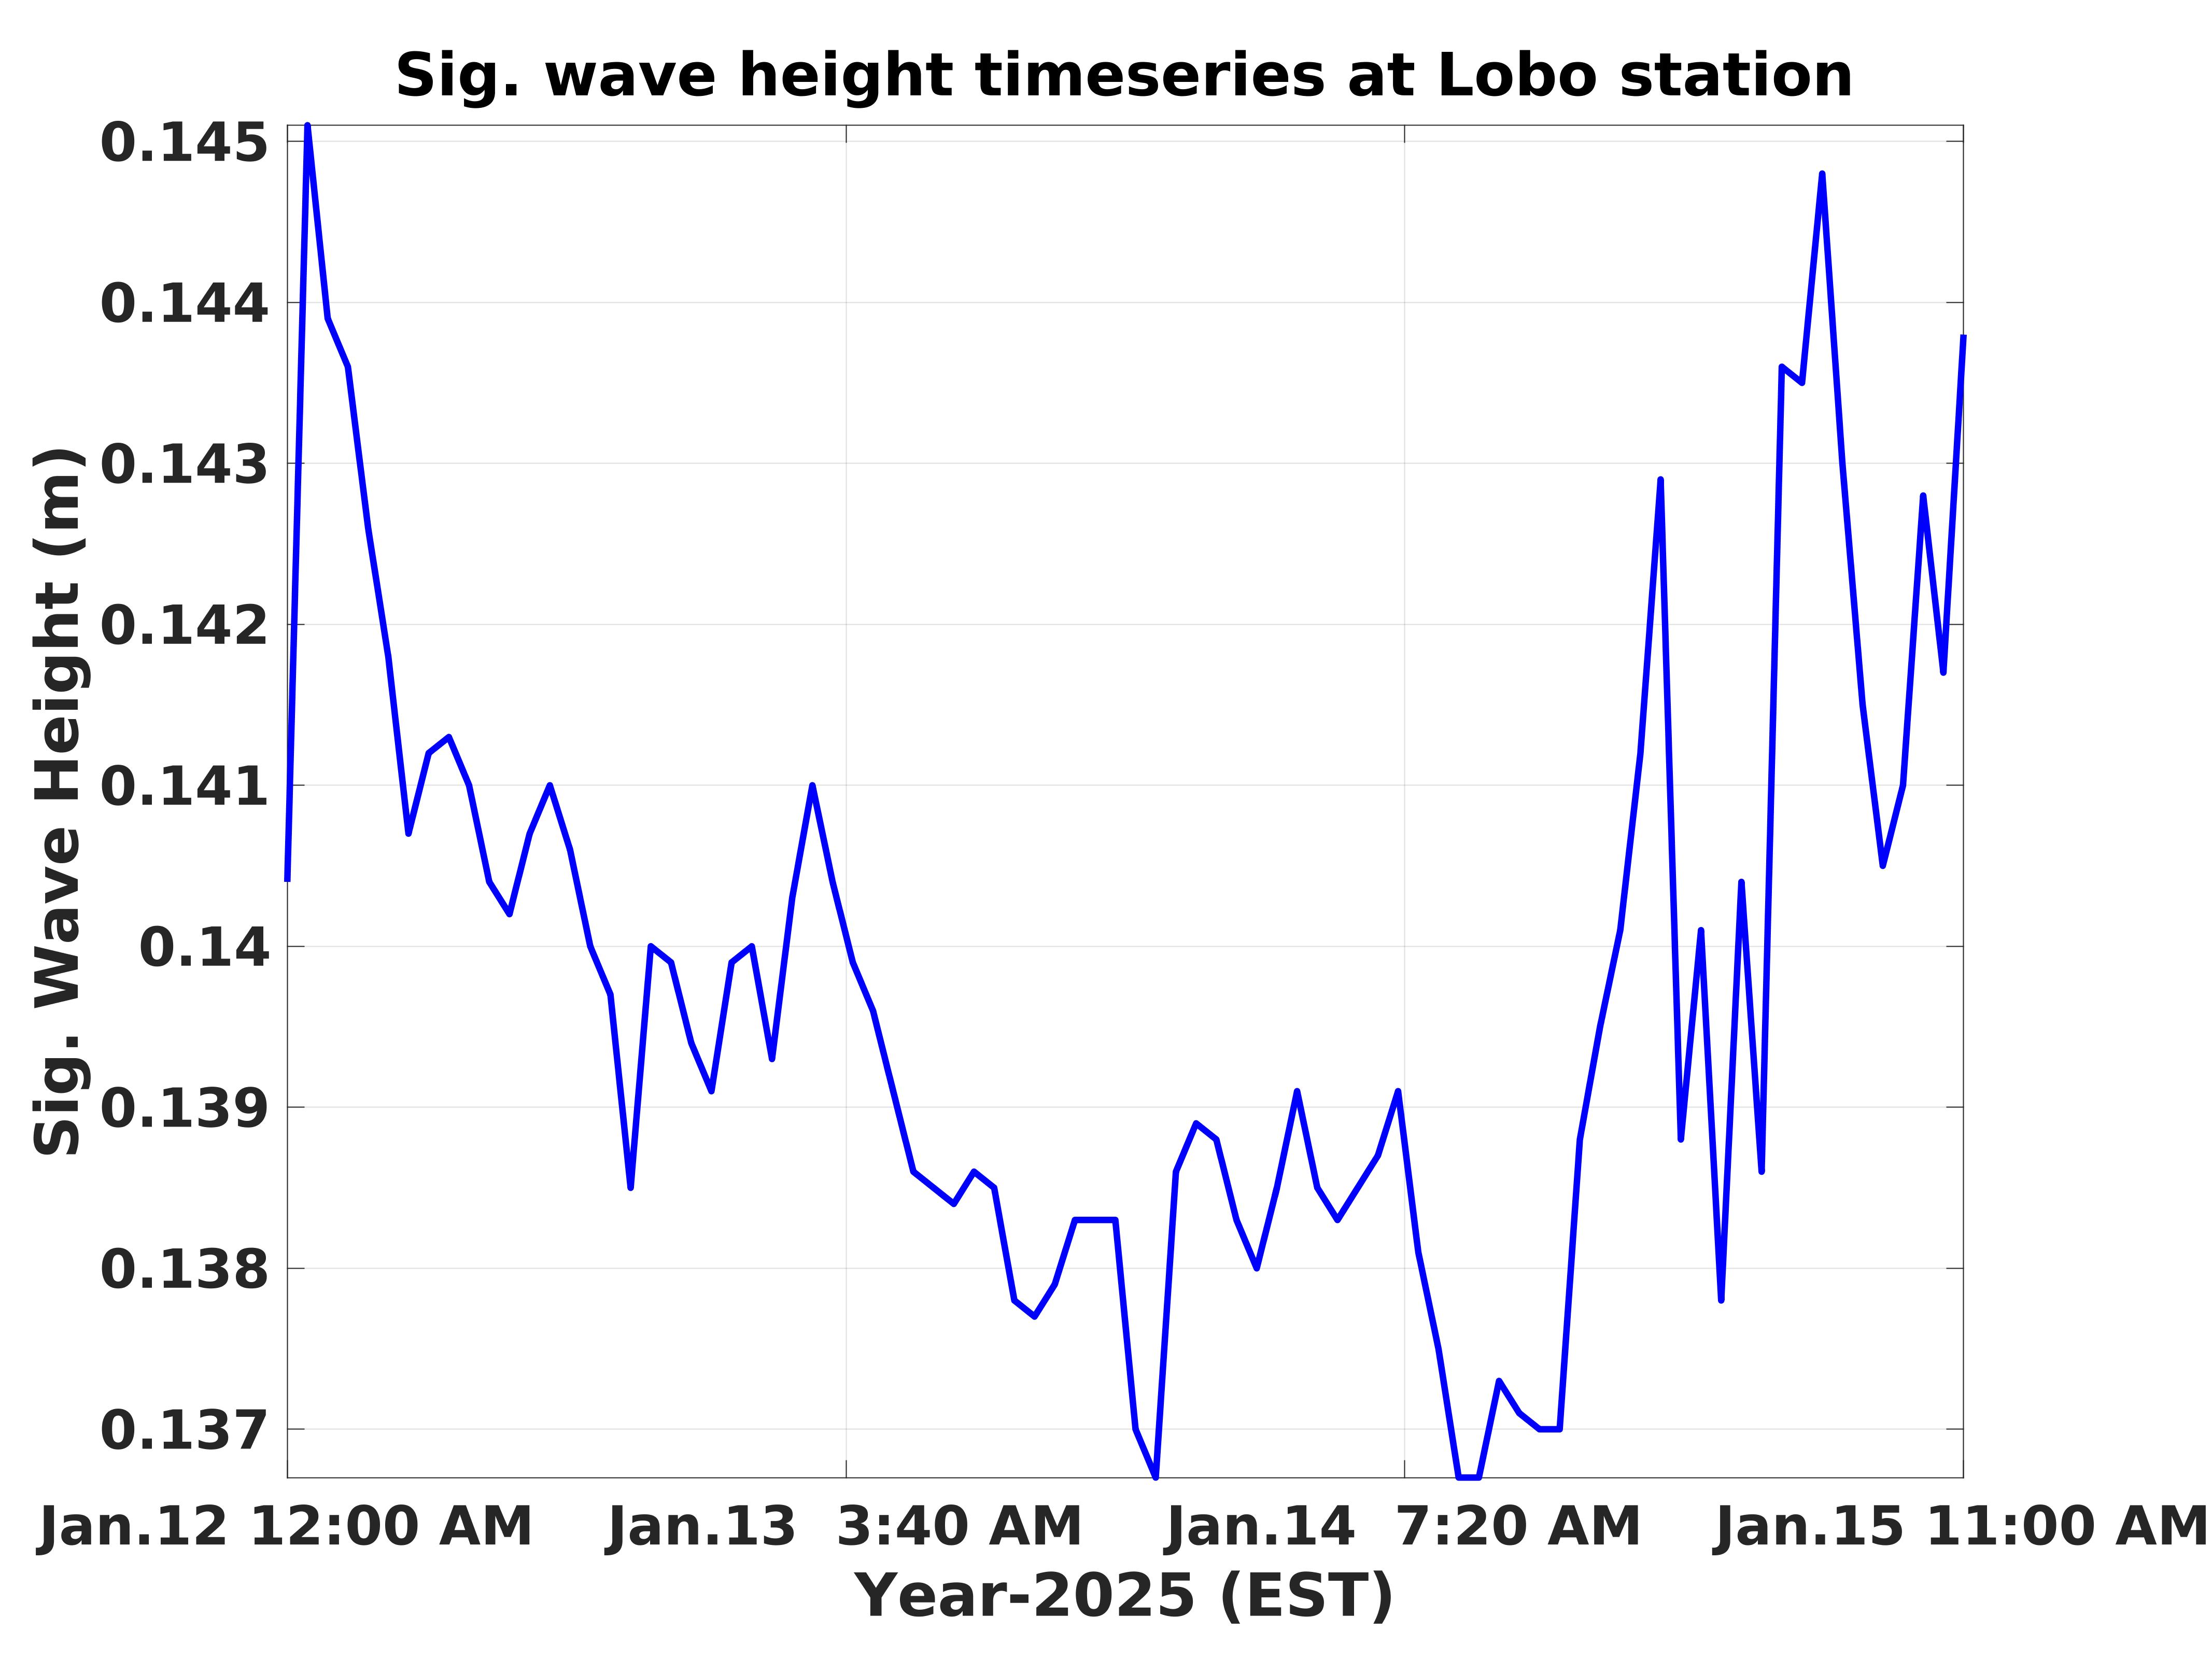 Sig. wave height timeseries at Lobo station
Sig. Wave Height (m)
0.145
0.144
0.143
0.142
0.141
0.14
0.139
0.138
0.137
Jan.12 12:00 AM Jan.13 3:40 AM Jan.14 7:20 AM Jan.15 11:00 AM
Year-2025 (EST)